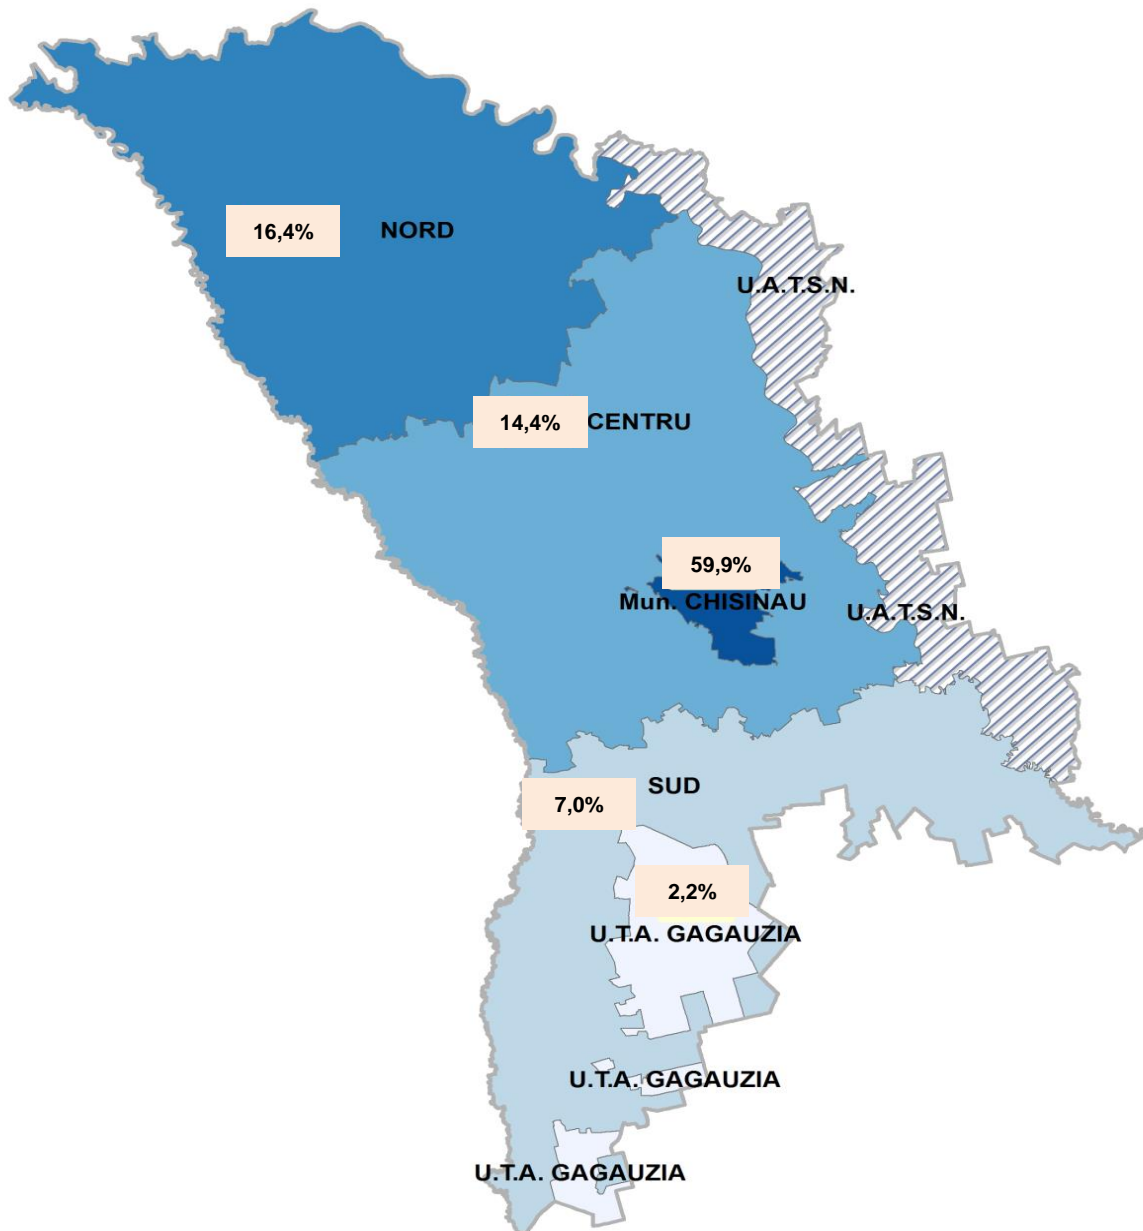 16,4%
NORD
U.A.T.S.N.
14,4%
CENTRU
59,9%
Mun. CHISINAU
U.A.T.S.N.
SUD
7,0%
2,2%
U.T.A. GAGAUZIA
U.T.A. GAGAUZIA
U.T.A. GAGAUZIA